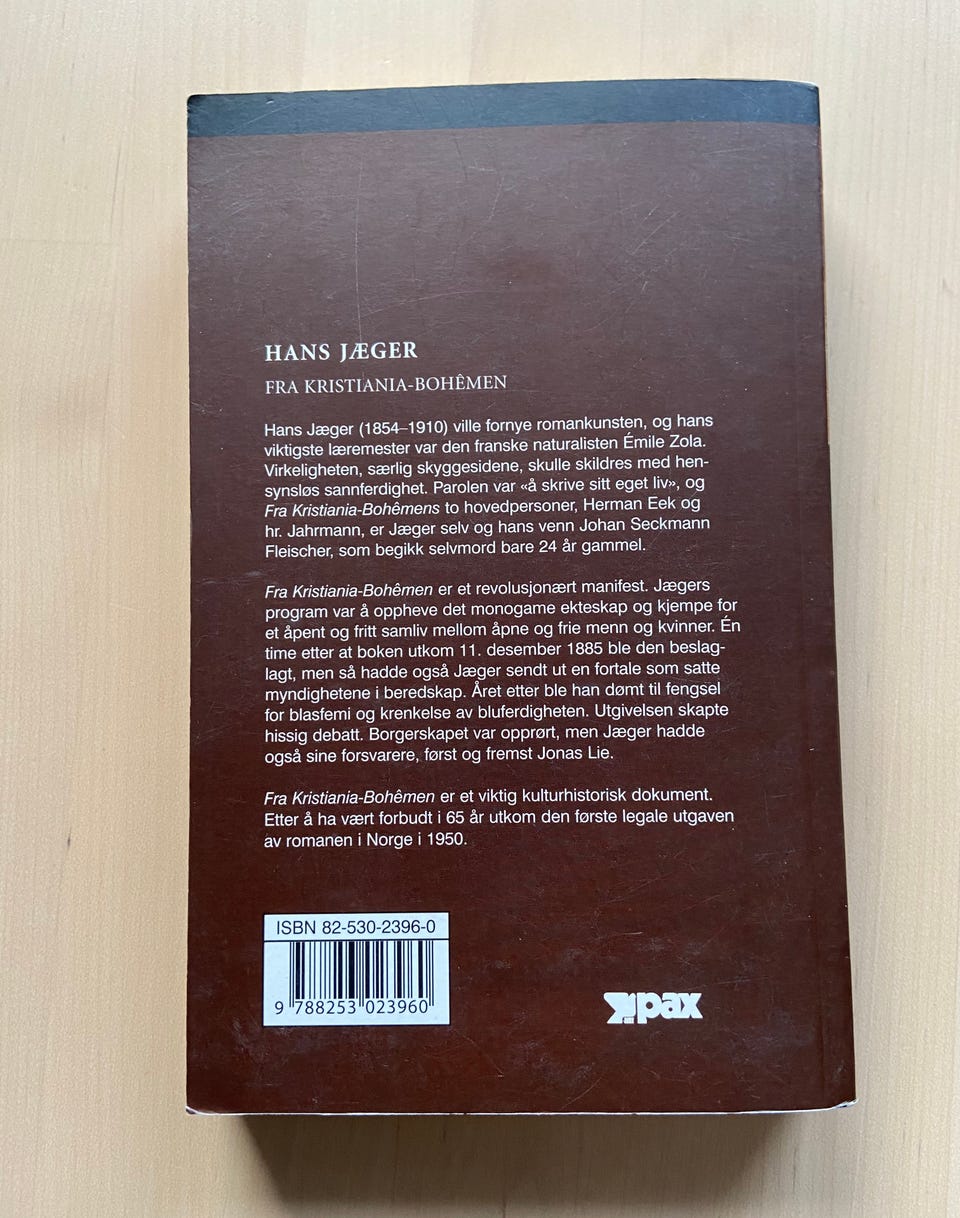 HANS JÆGER
FRA KRISTIANIA-BOHÊMEN
Hans Jæger (1854–1910) ville fornye romankunsten, og hans
viktigste læremester var den franske naturalisten Émile Zola.
Virkeligheten, særlig skyggesidene, skulle skildres med hen-
synsløs sannferdighet. Parolen var «å skrive sitt eget liv», og
Fra Kristiania-Bohêmens to hovedpersoner, Herman Eek og
hr. Jahrmann, er Jæger selv og hans venn Johan Seckmann
Fleischer, som begikk selvmord bare 24 år gammel.
Fra Kristiania-Bohêmen er et revolusjonært manifest. Jægers
program var å oppheve det monogame ekteskap og kjempe for
et åpent og fritt samliv mellom åpne og frie menn og kvinner. Én
time etter at boken utkom 11. desember 1885 ble den beslag-
lagt, men så hadde også Jæger sendt ut en fortale som satte
myndighetene i beredskap. Året etter ble han dømt til fengsel
for blasfemi og krenkelse av bluferdigheten. Utgivelsen skapte
hissig debatt. Borgerskapet var opprørt, men Jæger hadde
også sine forsvarere, først og fremst Jonas Lie.
Fra Kristiania-Bohêmen er et viktig kulturhistorisk dokument.
Etter å ha vært forbudt i 65 år utkom den første legale utgaven
av romanen i Norge i 1950.
ISBN 82-530-2396-0
9 788253 023960
pax